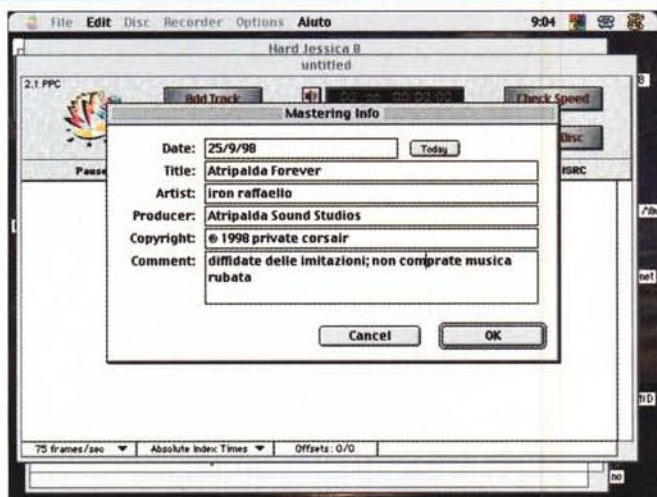 File Edit Disc Recorder Options Aiuto 9:04
Hard Jessica 8
untitled
2.1 PPC
Add Track
Check Speed
Disc
Pause
ISRC
Mastering Info
Date: 25/9/98 Today
Title: Atripalda Forever
Artist: iron raffaello
Producer: Atripalda Sound Studios
Copyright: © 1998 private corsair
Comment: diffidate delle imitazioni; non comprate musica
rubata
Cancel OK
net
75 frames/sec Absolute Index Times Offsets: 0/0
no